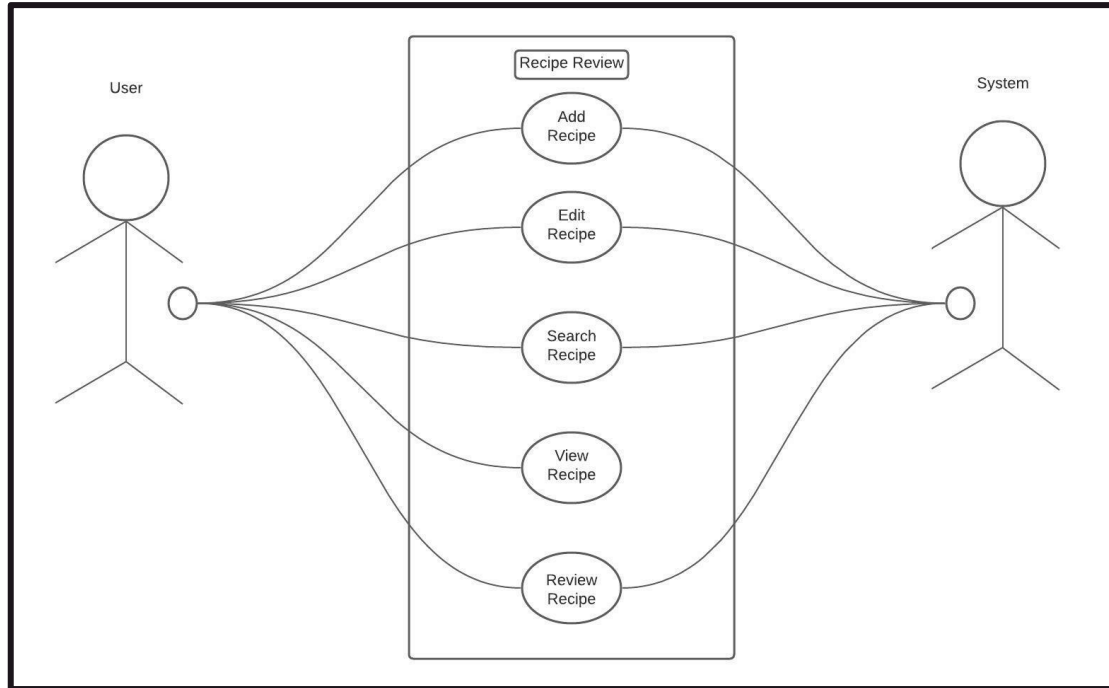 Recipe Review
User
System
Add
Recipe
Edit
Recipe
Search
Recipe
View
Recipe
Review
Recipe